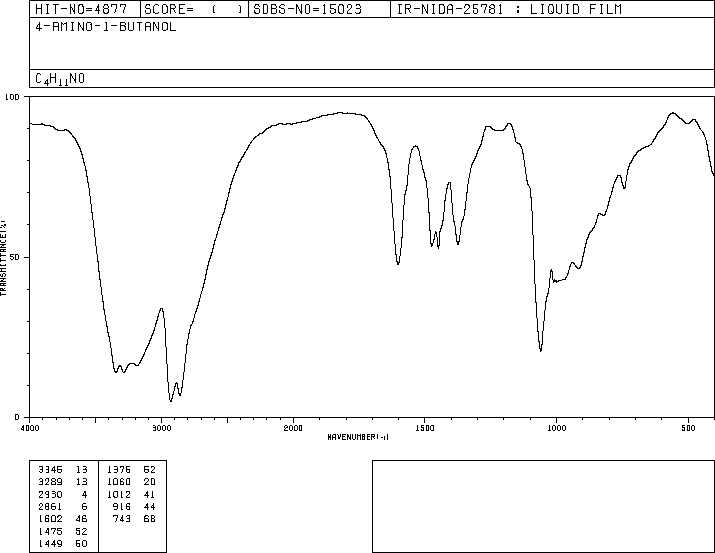 HIT-NO=4877 SCORE= ( ) SDBS-NO=15023 IR-NIDA-25781 : LIQUID FILM
4-AMINO-1-BUTANOL
C4H11NO
100
50
0
TRANSMITTANCE(%)
4000 3000 2000 1500 1000 500
WAVENUMBER(-1)
3346 13 1376 52
3289 13 1060 20
2930 4 1012 41
2861 6 916 44
1602 46 743 68
1475 52
1449 50